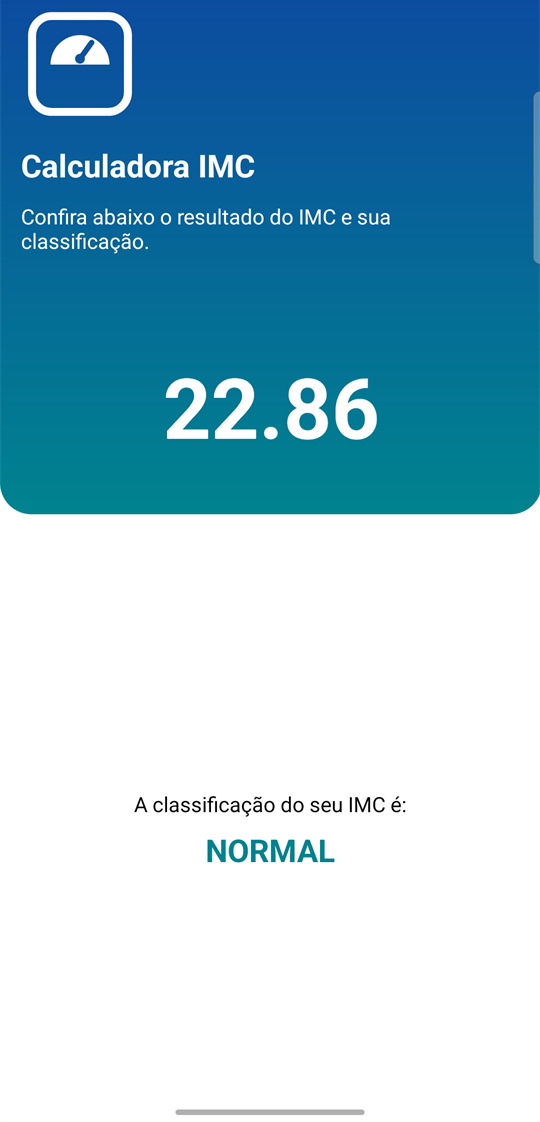 Calculadora IMC
Confira abaixo o resultado do IMC e sua
classificação.
22.86
A classificação do seu IMC é:
NORMAL